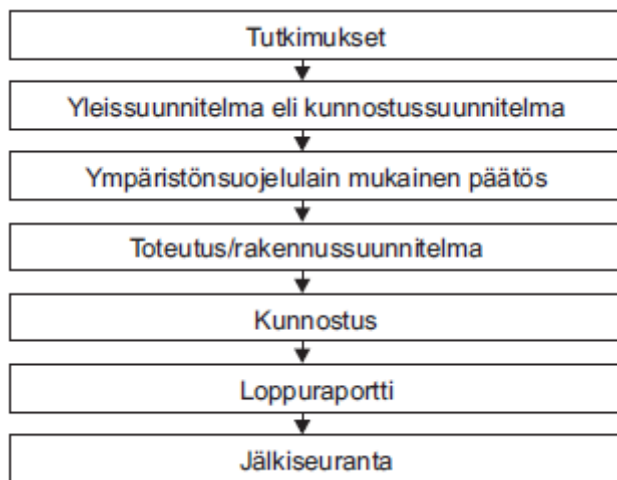 Tutkimukset
Yleissuunnitelma eli kunnostussuunnitelma
Ympäristönsuojelulain mukainen päätös
Toteutus/rakennussuunnitelma
Kunnostus
Loppuraportti
Jälkiseuranta